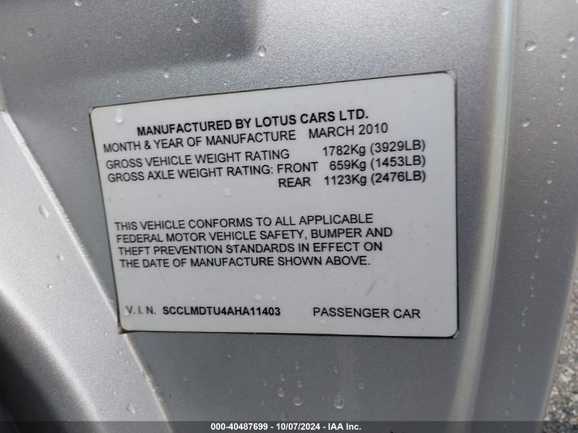 MANUFACTURED BY LOTUS CARS LTD.
MONTH & YEAR OF MANUFACTURE MARCH 2010
GROSS VEHICLE WEIGHT RATING 1782Kg (3929LB)
GROSS AXLE WEIGHT RATING: FRONT 659Kg (1453LB)
REAR 1123Kg (2476LB)
THIS VEHICLE CONFORMS TO ALL APPLICABLE
FEDERAL MOTOR VEHICLE SAFETY, BUMPER AND
THEFT PREVENTION STANDARDS IN EFFECT ON
THE DATE OF MANUFACTURE SHOWN ABOVE.
V. I. N. SCCLMDTU4AHA11403 PASSENGER CAR
000-40487699 - 10/07/2024 - IAA Inc.